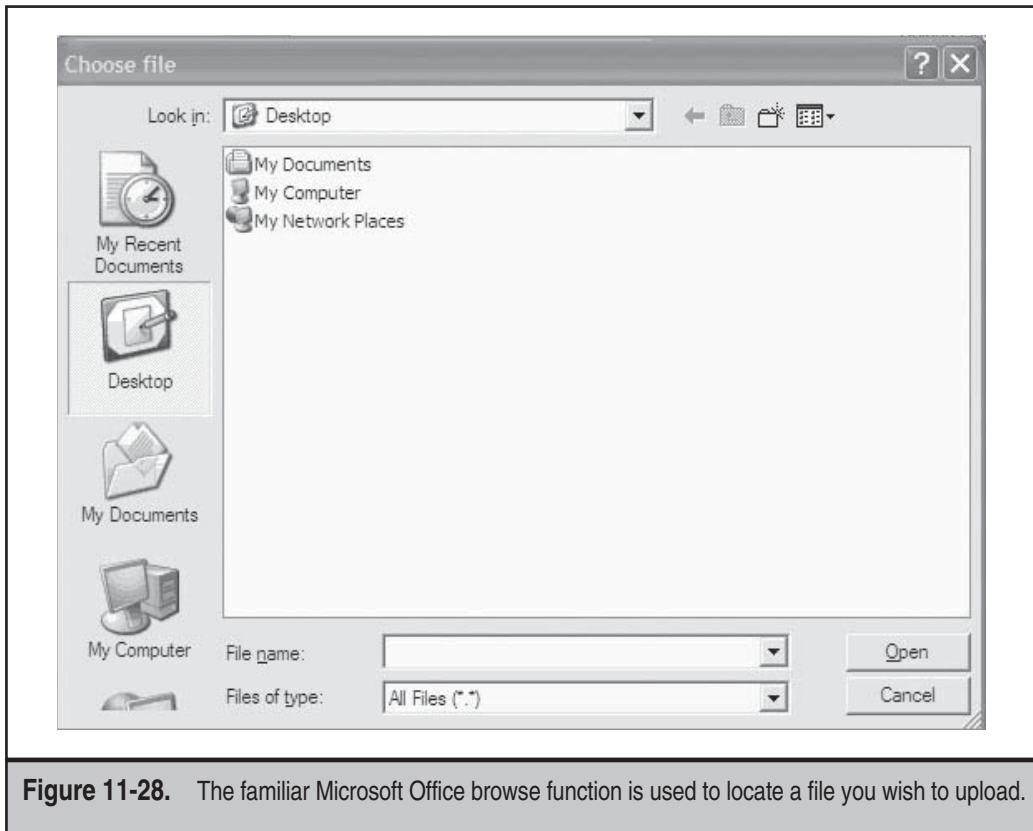 Choose file
Look in: Desktop
My Documents
My Computer
My Network Places
My Recent
Documents
Desktop
My Documents
My Computer
File name:
Open
Files of type: All Files (*.*)
Cancel
Figure 11-28. The familiar Microsoft Office browse function is used to locate a file you wish to upload.